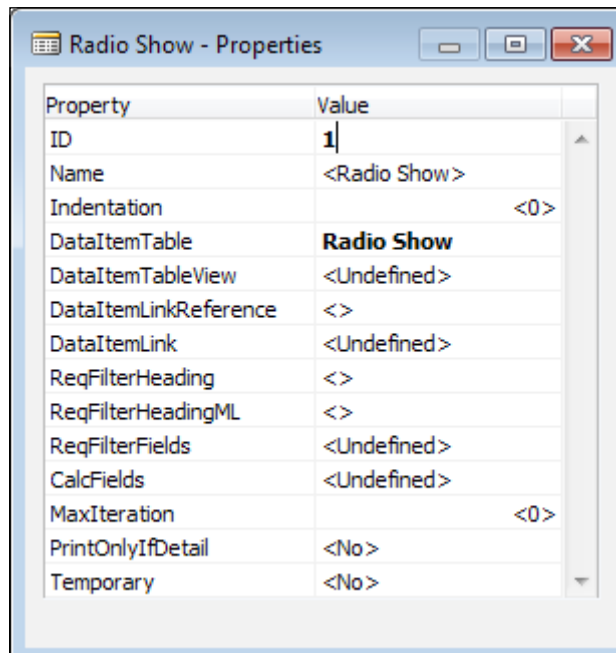 Radio Show - Properties
Property Value
ID 1
Name <Radio Show>
Indentation <0>
DataItemTable Radio Show
DataItemTableView <Undefined>
DataItemLinkReference <>
DataItemLink <Undefined>
ReqFilterHeading <>
ReqFilterHeadingML <>
ReqFilterFields <Undefined>
CalcFields <Undefined>
MaxIteration <0>
PrintOnlyIfDetail <No>
Temporary <No>